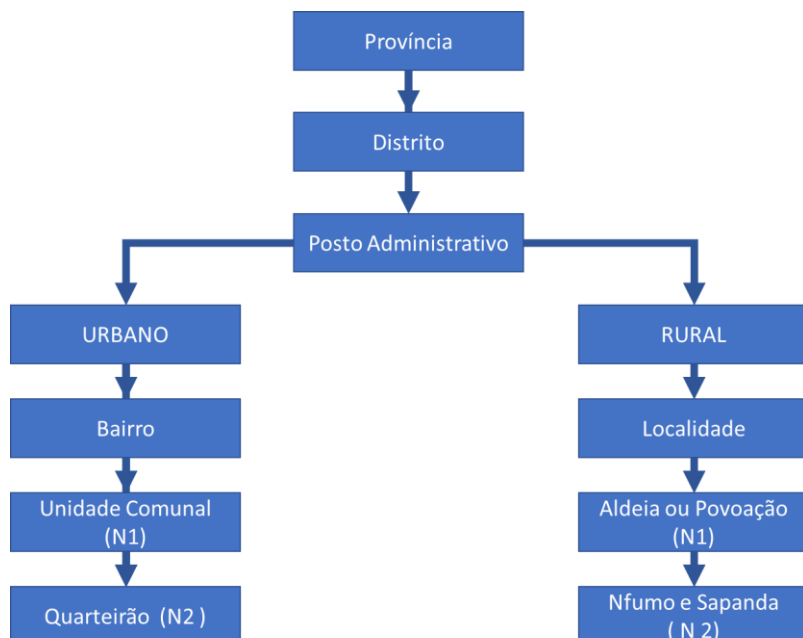 Província
Distrito
Posto Administrativo
URBANO
RURAL
Bairro
Localidade
Unidade Comunal
(N1)
Aldeia ou Povoação
(N1)
Quarteirão (N2 )
Nfumo e Sapanda
( N 2)